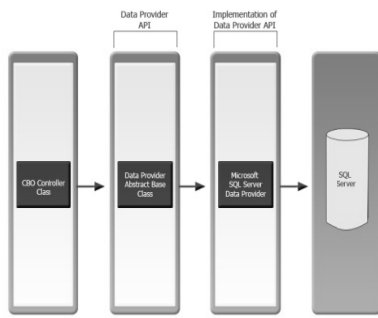 Data Provider
API
Implementation of
Data Provider API
CBO Controller
Class
Data Provider
Abstract Base
Class
Microsoft
SQL Server
Data Provider
SQL
Server